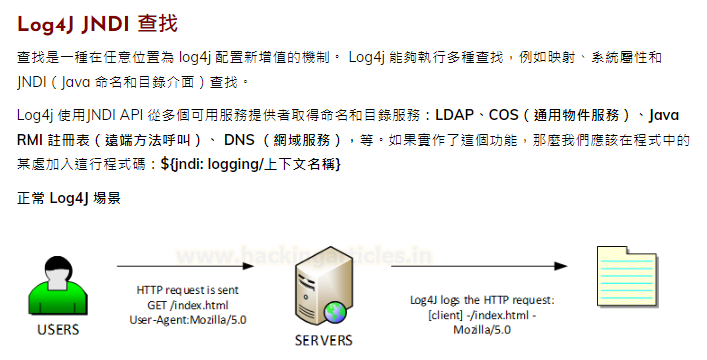 Log4J JNDI 查找
查找是一種在任意位置為 log4j 配置新增值的機制。 Log4j 能夠執行多種查找，例如映射、系統屬性和
JNDI（Java 命名和目錄介面）查找。
Log4j 使用JNDI API 從多個可用服務提供者取得命名和目錄服務：LDAP、COS（通用物件服務）、Java
RMI 註冊表（遠端方法呼叫）、 DNS （網域服務），等。如果實作了這個功能，那麼我們應該在程式中的
某處加入這行程式碼：${jndi: logging/上下文名稱}
正常 Log4J 場景
www.hackingarticles.in
HTTP request is sent
GET /index.html
User-Agent:Mozilla/5.0
USERS
SERVERS
Log4J logs the HTTP request:
[client] -/index.html -
Mozilla/5.0